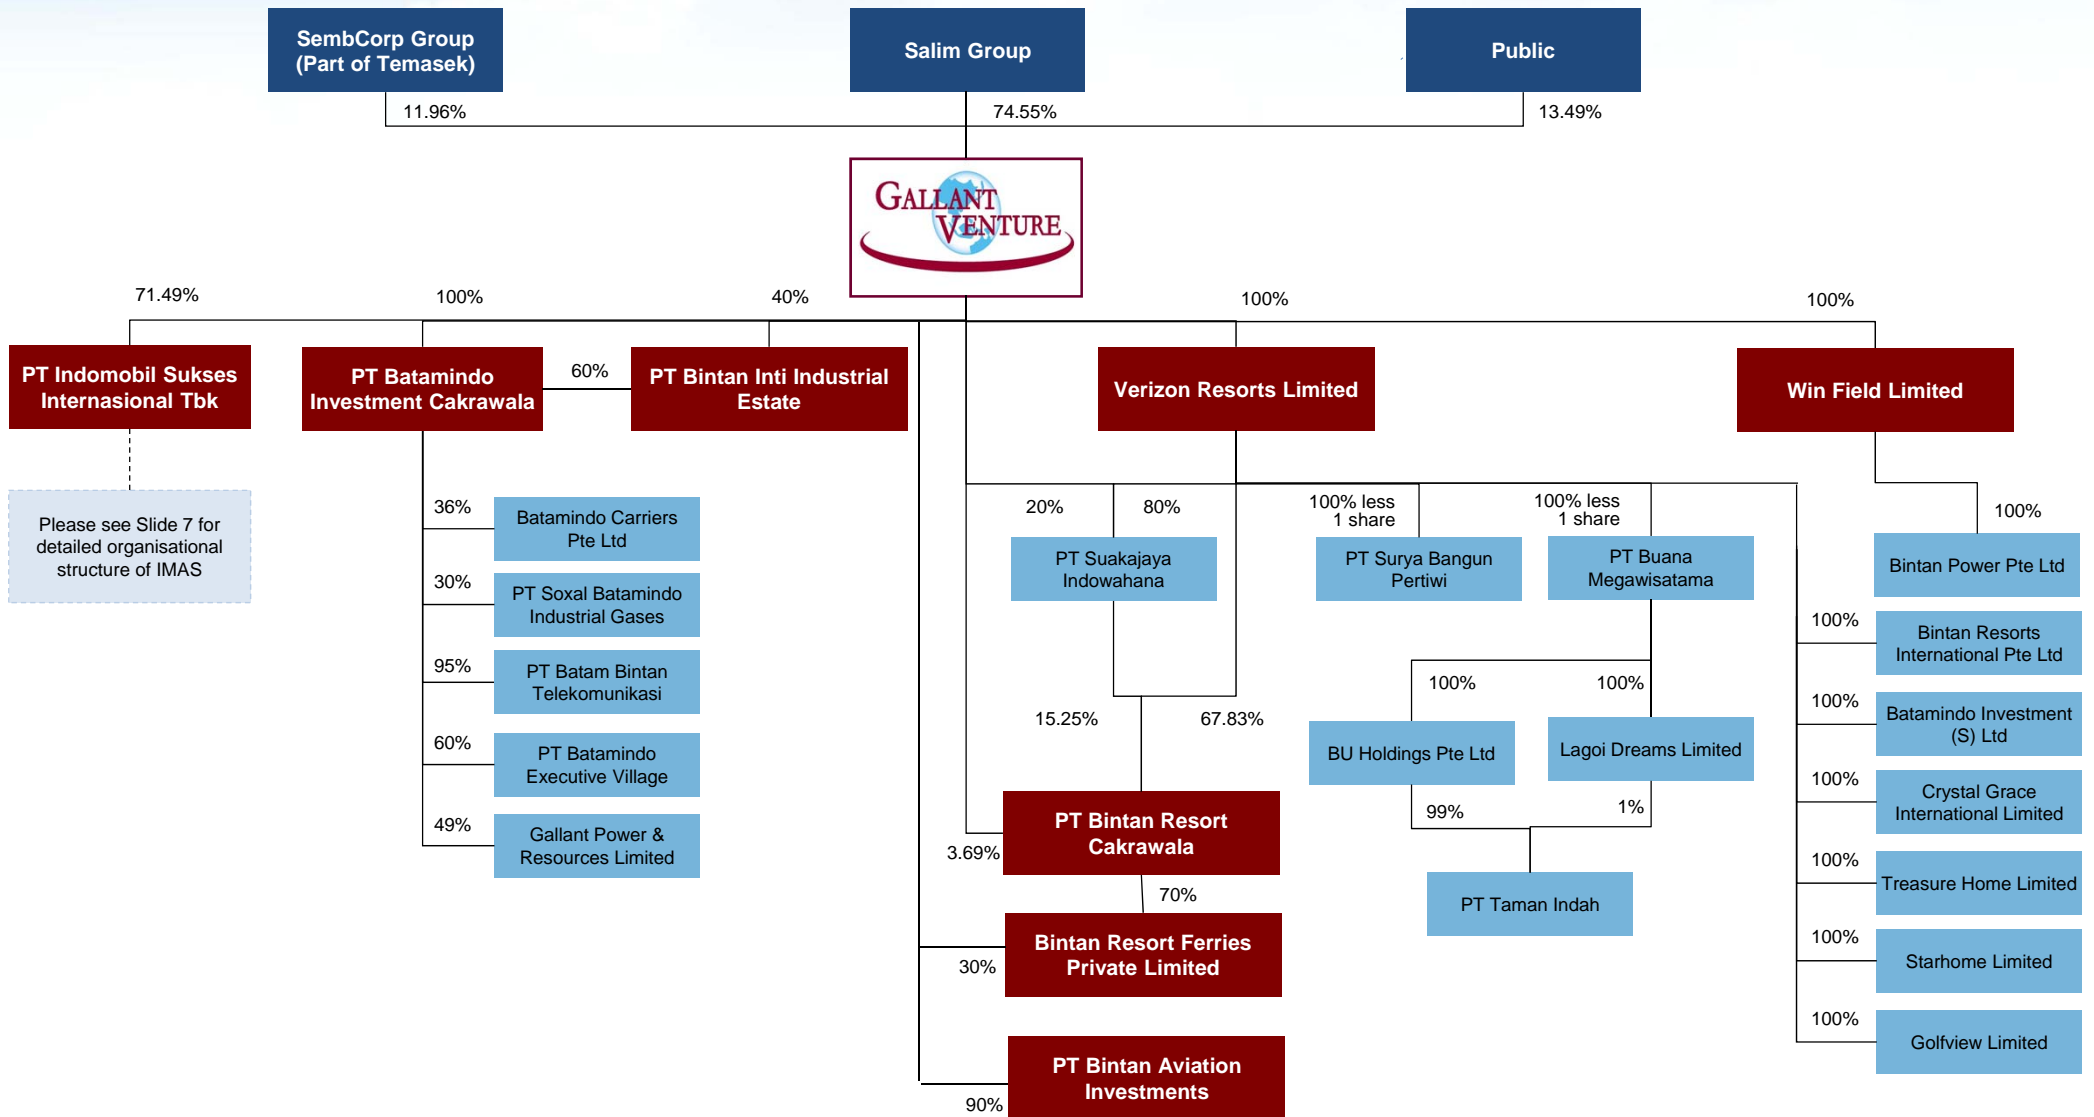 SembCorp Group
(Part of Temasek)
Salim Group
Public
11.96%
74.55%
13.49%
GALLANT
VENTURE
71.49%
100%
40%
100%
100%
PT Indomobil Sukses
Internasional Tbk
PT Batamindo
Investment Cakrawala
60%
PT Bintan Inti Industrial
Estate
Verizon Resorts Limited
Win Field Limited
Please see Slide 7 for
detailed organisational
structure of IMAS
36%
Batamindo Carriers
Pte Ltd
30%
PT Soxal Batamindo
Industrial Gases
95%
PT Batam Bintan
Telekomunikasi
60%
PT Batamindo
Executive Village
49%
Gallant Power &
Resources Limited
20%
80%
PT Suakajaya
Indowahana
100% less
1 share
PT Surya Bangun
Pertiwi
100% less
1 share
PT Buana
Megawisatama
100%
Bintan Power Pte Ltd
15.25%
67.83%
100%
100%
BU Holdings Pte Ltd
Lagoi Dreams Limited
99%
1%
PT Taman Indah
3.69%
PT Bintan Resort
Cakrawala
70%
30%
Bintan Resort Ferries
Private Limited
90%
PT Bintan Aviation
Investments
100%
Bintan Resorts
International Pte Ltd
100%
Batamindo Investment
(S) Ltd
100%
Crystal Grace
International Limited
100%
Treasure Home Limited
100%
Starhome Limited
100%
Golfview Limited